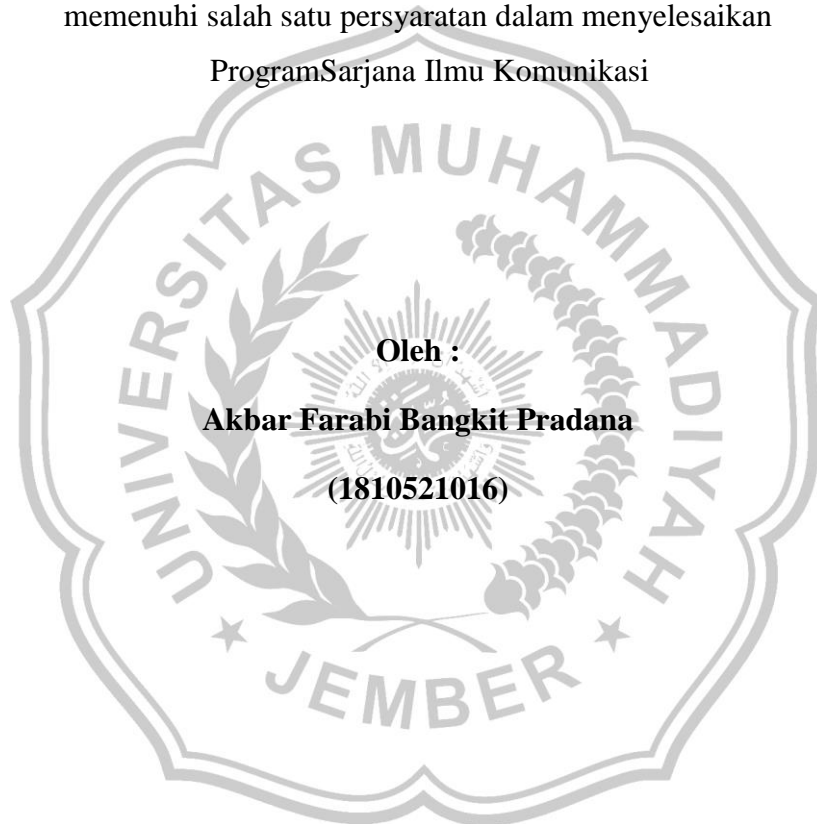 memenuhi salah satu persyaratan dalam menyelesaikan
ProgramSarjana Ilmu Komunikasi
UNIVERSITAS MUHAMMADIYAH
Oleh :
Akbar Farabi Bangkit Pradana
(1810521016)
JEMBER